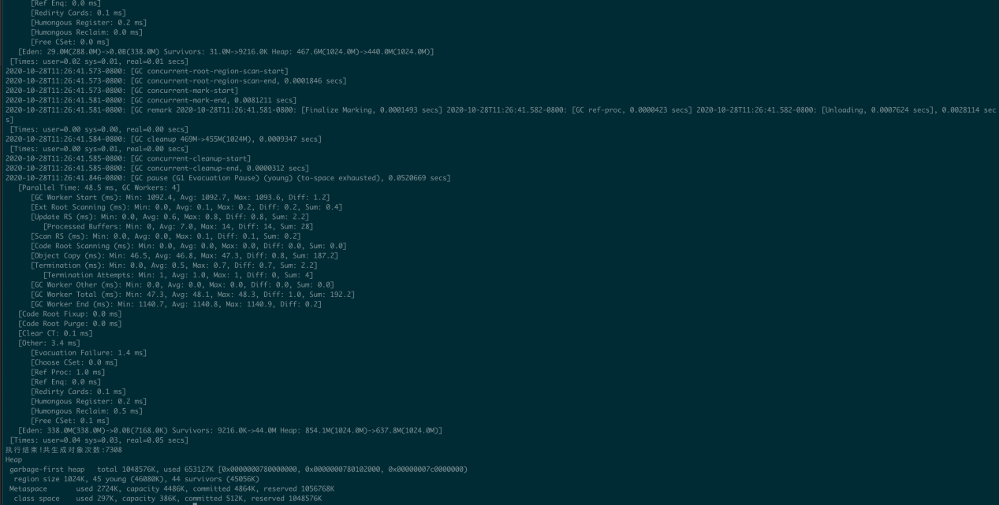 [Ref Enq: 0.0 ms]
[Redirty Cards: 0.1 ms]
[Humongous Register: 0.2 ms]
[Humongous Reclaim: 0.0 ms]
[Free CSet: 0.0 ms]
[Eden: 29.0M(288.0M)->0.0B(338.0M) Survivors: 31.0M->9216.0K Heap: 467.6M(1024.0M)->440.0M(1024.0M)]
[Times: user=0.02 sys=0.01, real=0.01 secs]
2020-10-28T11:26:41.573-0800: [GC concurrent-root-region-scan-start]
2020-10-28T11:26:41.573-0800: [GC concurrent-root-region-scan-end, 0.0001846 secs]
2020-10-28T11:26:41.573-0800: [GC concurrent-mark-start]
2020-10-28T11:26:41.581-0800: [GC concurrent-mark-end, 0.0081211 secs]
2020-10-28T11:26:41.581-0800: [GC remark 2020-10-28T11:26:41.581-0800: [Finalize Marking, 0.0001493 secs] 2020-10-28T11:26:41.582-0800: [GC ref-proc, 0.0000423 secs] 2020-10-28T11:26:41.582-0800: [Unloading, 0.0007624 secs], 0.0028114 sec
s]
[Times: user=0.00 sys=0.00, real=0.00 secs]
2020-10-28T11:26:41.584-0800: [GC cleanup 469M->455M(1024M), 0.0009347 secs]
[Times: user=0.00 sys=0.01, real=0.00 secs]
2020-10-28T11:26:41.585-0800: [GC concurrent-cleanup-start]
2020-10-28T11:26:41.585-0800: [GC concurrent-cleanup-end, 0.0000312 secs]
2020-10-28T11:26:41.846-0800: [GC pause (G1 Evacuation Pause) (young) (to-space exhausted), 0.0520669 secs]
[Parallel Time: 48.5 ms, GC Workers: 4]
[GC Worker Start (ms): Min: 1092.4, Avg: 1092.7, Max: 1093.6, Diff: 1.2]
[Ext Root Scanning (ms): Min: 0.0, Avg: 0.1, Max: 0.2, Diff: 0.2, Sum: 0.4]
[Update RS (ms): Min: 0.0, Avg: 0.6, Max: 0.8, Diff: 0.8, Sum: 2.2]
[Processed Buffers: Min: 0, Avg: 7.0, Max: 14, Diff: 14, Sum: 28]
[Scan RS (ms): Min: 0.0, Avg: 0.0, Max: 0.1, Diff: 0.1, Sum: 0.2]
[Code Root Scanning (ms): Min: 0.0, Avg: 0.0, Max: 0.0, Diff: 0.0, Sum: 0.0]
[Object Copy (ms): Min: 46.5, Avg: 46.8, Max: 47.3, Diff: 0.8, Sum: 187.2]
[Termination (ms): Min: 0.0, Avg: 0.5, Max: 0.7, Diff: 0.7, Sum: 2.2]
[Termination Attempts: Min: 1, Avg: 1.0, Max: 1, Diff: 0, Sum: 4]
[GC Worker Other (ms): Min: 0.0, Avg: 0.0, Max: 0.0, Diff: 0.0, Sum: 0.0]
[GC Worker Total (ms): Min: 47.3, Avg: 48.1, Max: 48.3, Diff: 1.0, Sum: 192.2]
[GC Worker End (ms): Min: 1140.7, Avg: 1140.8, Max: 1140.9, Diff: 0.2]
[Code Root Fixup: 0.0 ms]
[Code Root Purge: 0.0 ms]
[Clear CT: 0.1 ms]
[Other: 3.4 ms]
[Evacuation Failure: 1.4 ms]
[Choose CSet: 0.0 ms]
[Ref Proc: 1.0 ms]
[Ref Enq: 0.0 ms]
[Redirty Cards: 0.1 ms]
[Humongous Register: 0.2 ms]
[Humongous Reclaim: 0.5 ms]
[Free CSet: 0.1 ms]
[Eden: 338.0M(338.0M)->0.0B(7168.0K) Survivors: 9216.0K->44.0M Heap: 854.1M(1024.0M)->637.8M(1024.0M)]
[Times: user=0.04 sys=0.03, real=0.05 secs]
执行结束!共生成对象次数:7308
Heap
garbage-first heap   total 1048576K, used 653127K [0x0000000780000000, 0x0000000780102000, 0x00000007c0000000)
region size 1024K, 45 young (46080K), 44 survivors (45056K)
Metaspace       used 2724K, capacity 4486K, committed 4864K, reserved 1056768K
class space    used 297K, capacity 386K, committed 512K, reserved 1048576K